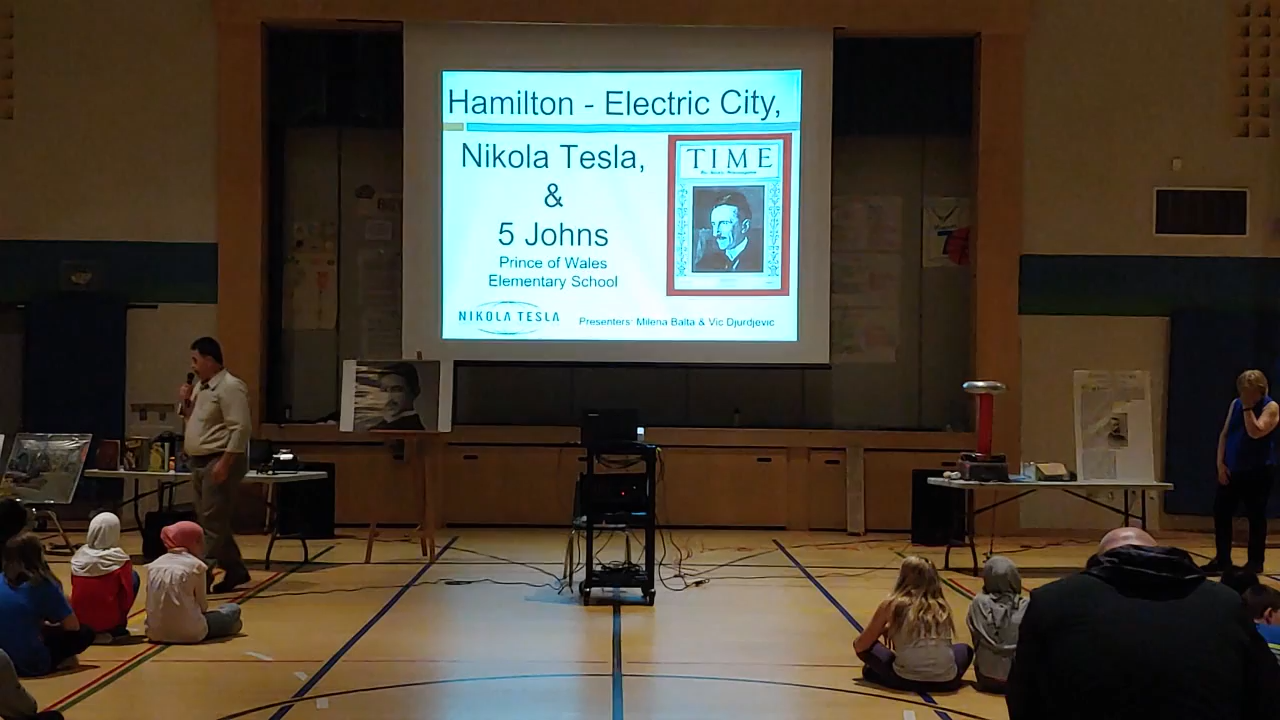 Hamilton - Electric City,
Nikola Tesla,
&
5 Johns
Prince of Wales
Elementary School
TIME
NIKOLA TESLA
Presenters: Milena Balta & Vic Djurdjevic